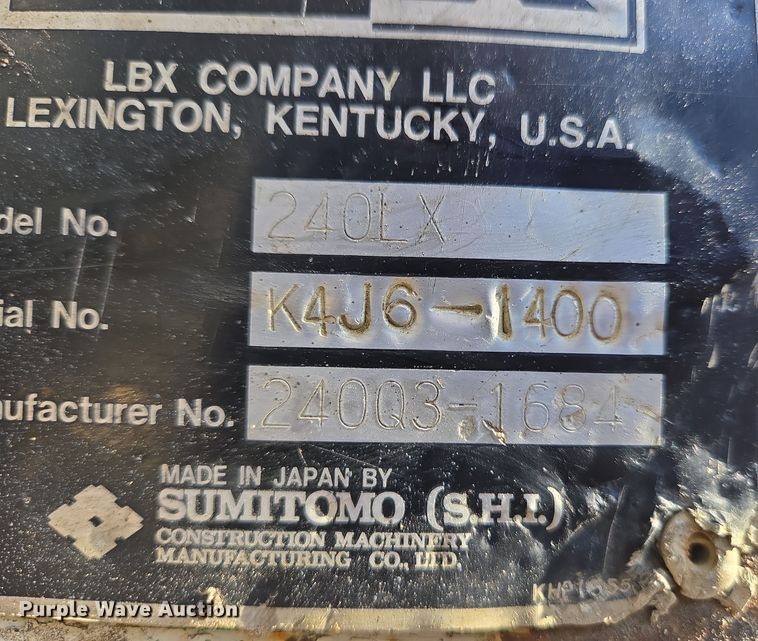 LBX COMPANY LLC
LEXINGTON, KENTUCKY, U.S.A.
del No. 240LX
ial No. K4J6-1400
nufacturer No. 240Q3-1684
MADE IN JAPAN BY
SUMITOMO (S.H.I.)
CONSTRUCTION MACHINERY
MANUFACTURING CO., LTD.
Purple Wave Auction